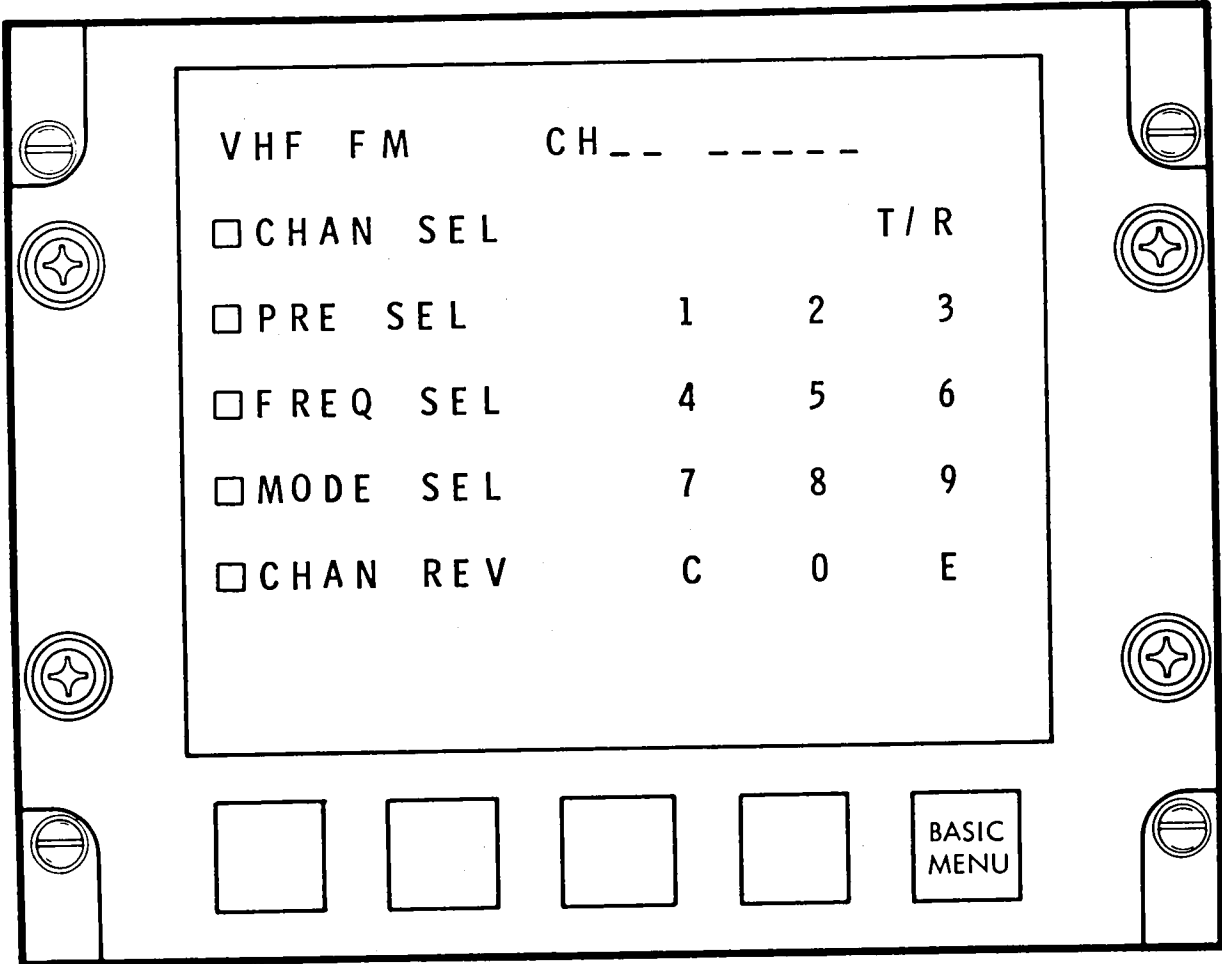 VHF FM CH__ _____
□CHAN SEL T/R
□PRE SEL 1 2 3
□FREQ SEL 4 5 6
□MODE SEL 7 8 9
□CHAN REV C 0 E
BASIC
MENU